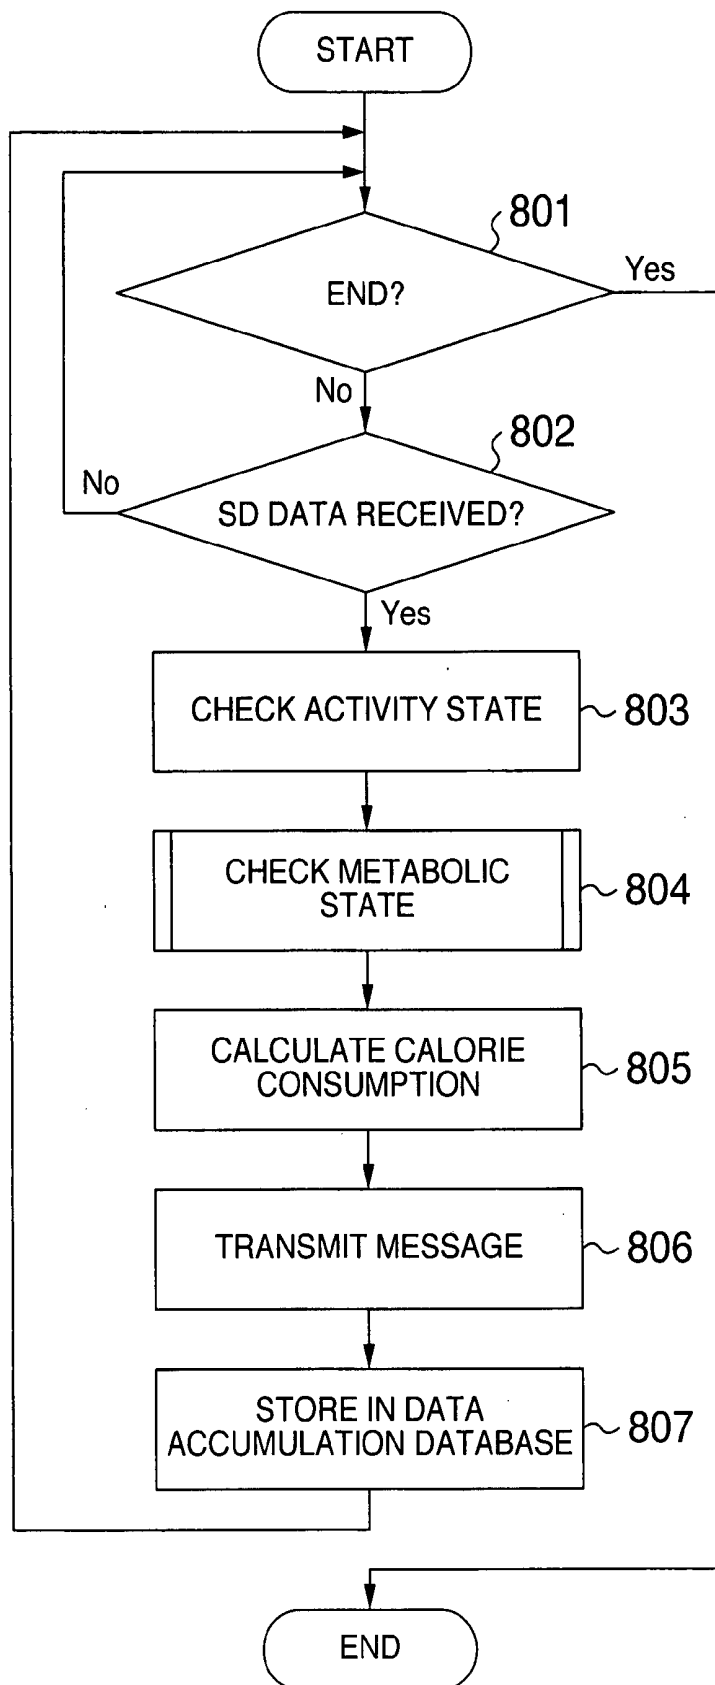 START
801
Yes
END?
No
802
No
SD DATA RECEIVED?
Yes
CHECK ACTIVITY STATE
803
CHECK METABOLIC
STATE
804
CALCULATE CALORIE
CONSUMPTION
805
TRANSMIT MESSAGE
806
STORE IN DATA
ACCUMULATION DATABASE
807
END